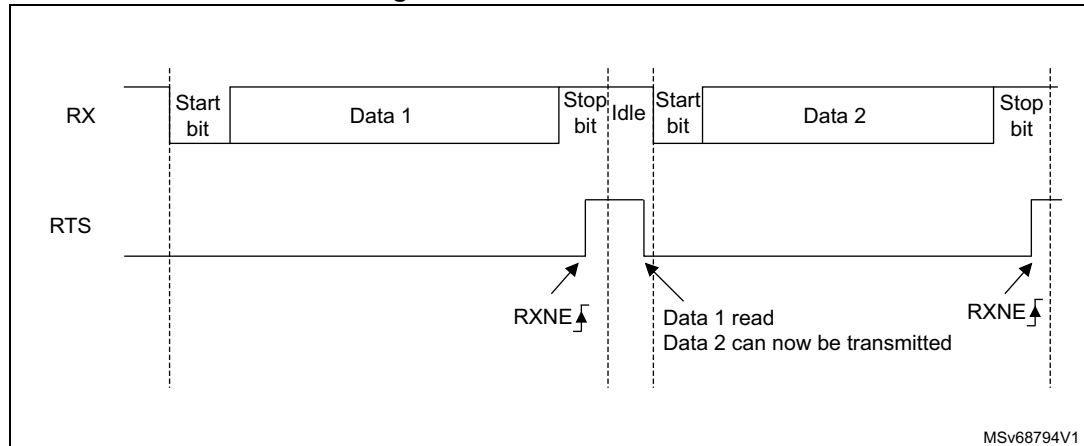 RX
Start
bit
Data 1
Stop
bit
Idle
Start
bit
Data 2
Stop
bit
RTS
RXNE
Data 1 read
Data 2 can now be transmitted
RXNE
MSv68794V1